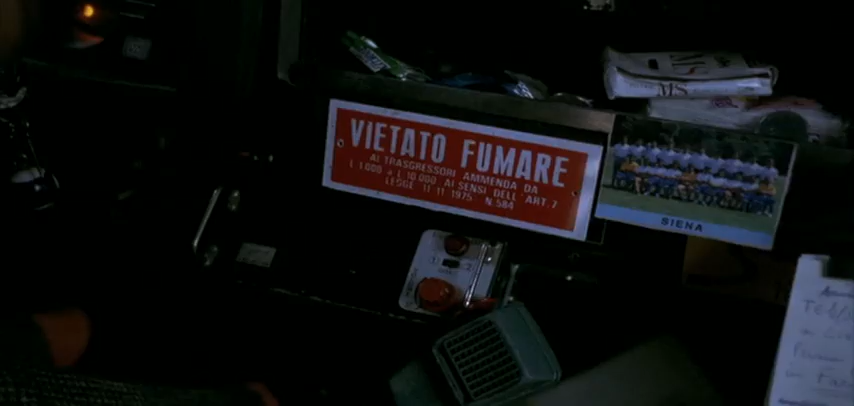 VIETATO FUMARE
AI TRASGRESSORI AMMENDA DA
L 1.000 a L 10.000 AI SENSI DELL' ART. 7
LEGGE 11 11 1975 N.584
SIENA
MS